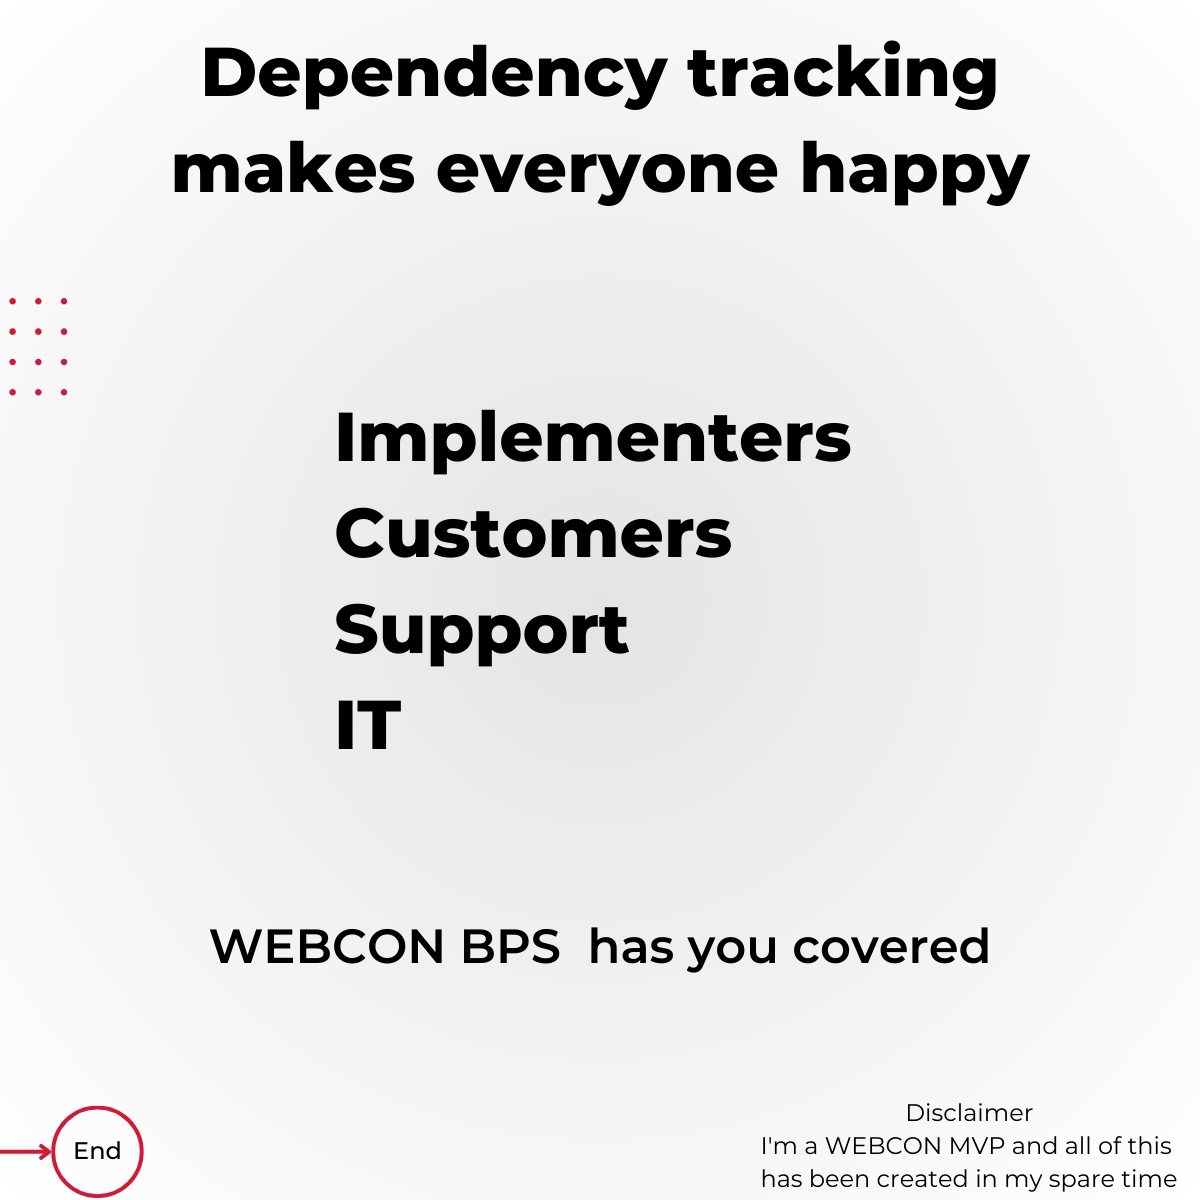 Dependency tracking
makes everyone happy
Implementers
Customers
Support
IT
WEBCON BPS  has you covered
End
Disclaimer
I'm a WEBCON MVP and all of this
has been created in my spare time